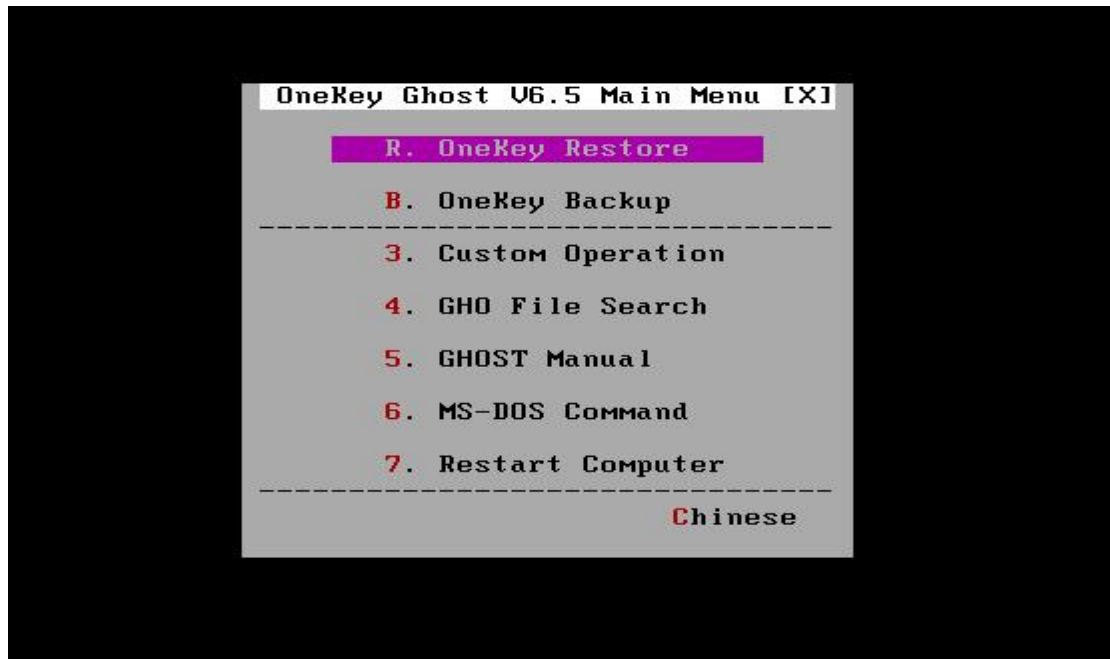 OneKey Ghost V6.5 Main Menu [X]
R. OneKey Restore
B. OneKey Backup
3. Custom Operation
4. GHO File Search
5. GHOST Manual
6. MS-DOS Command
7. Restart Computer
Chinese